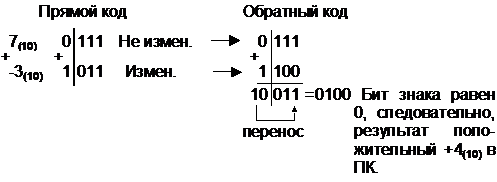 Прямой код Обратный код
7(10) 0 111 Не измен. 0 111
+ + +
-3(10) 1 011 Измен. 1 100
10 011 =0100 Бит знака равен
0, следовательно,
перенос результат поло-
жительный +4(10) в
ПК.